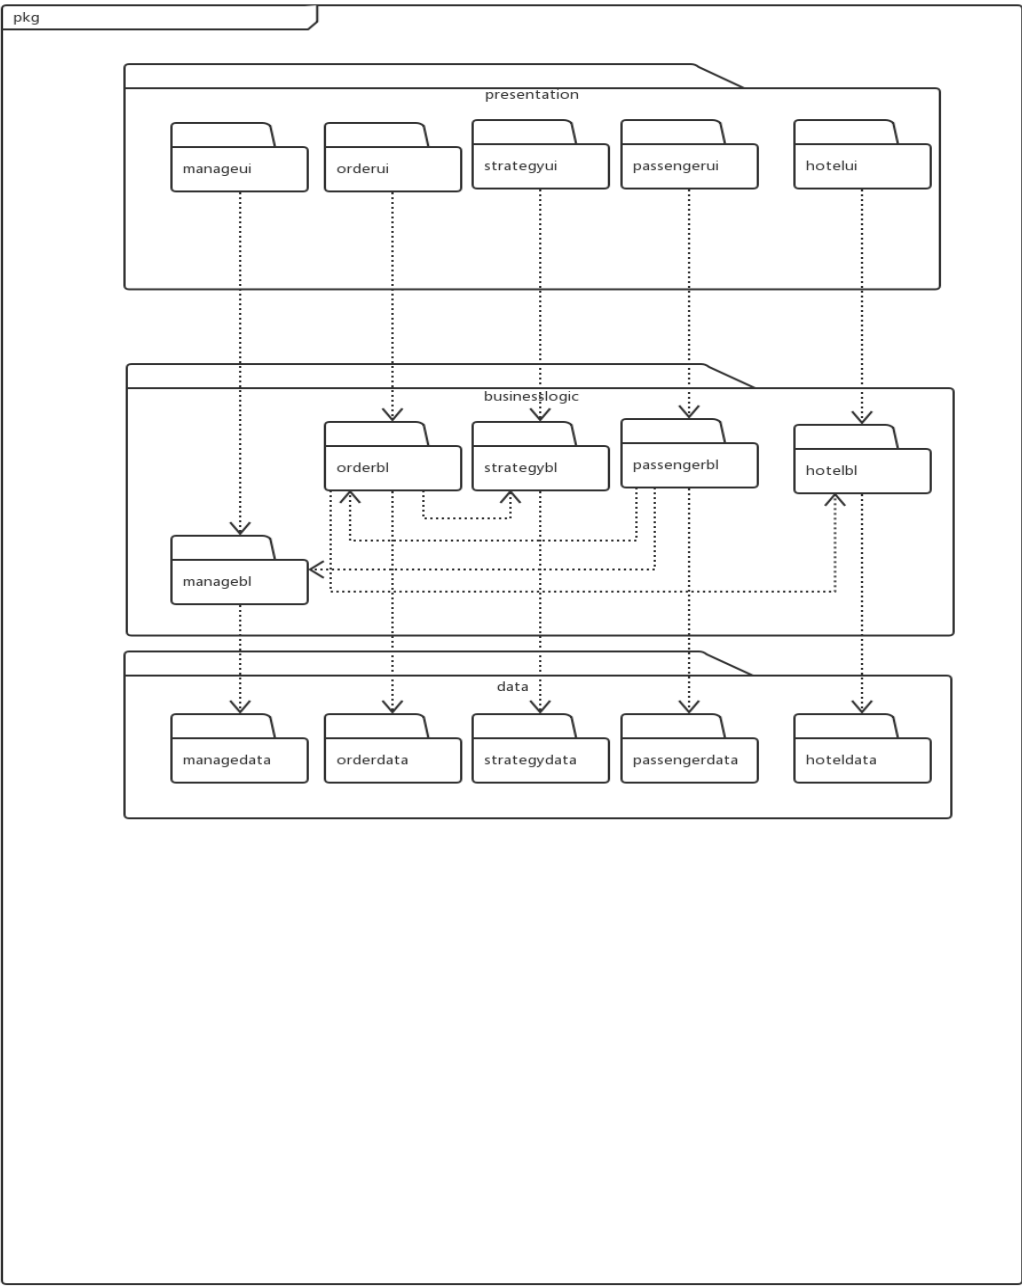 pkg
presentation
manageui
orderui
strategyui
passengerui
hotelui
businesslogic
orderbl
strategybl
passengerbl
hotelbl
managebl
data
managedata
orderdata
strategydata
passengerdata
hoteldata